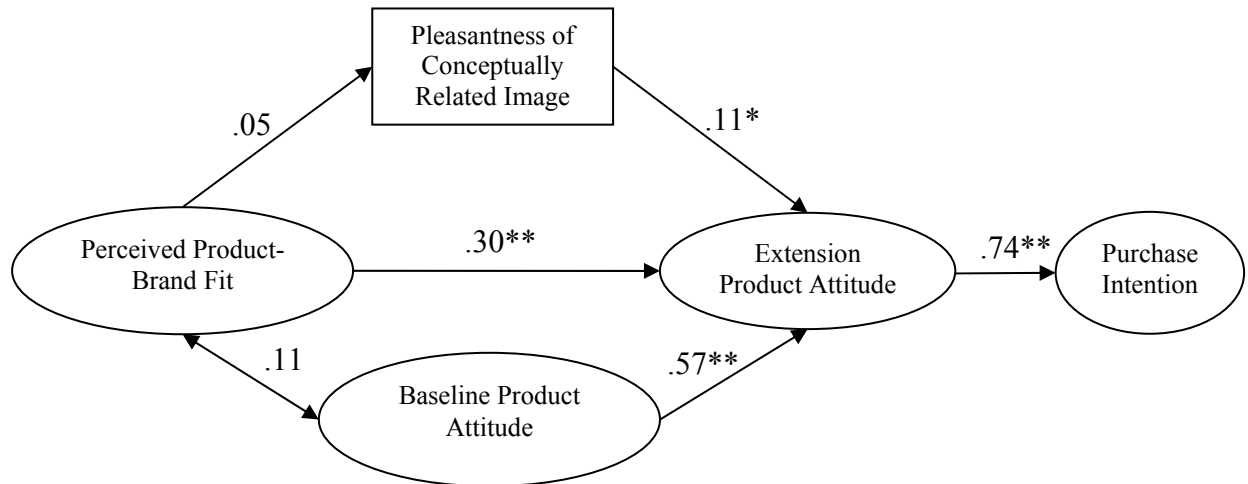 Pleasantness of
Conceptually
Related Image
.05
.11*
Perceived Product-
Brand Fit
.30**
Extension
Product Attitude
.74**
Purchase
Intention
.11
.57**
Baseline Product
Attitude